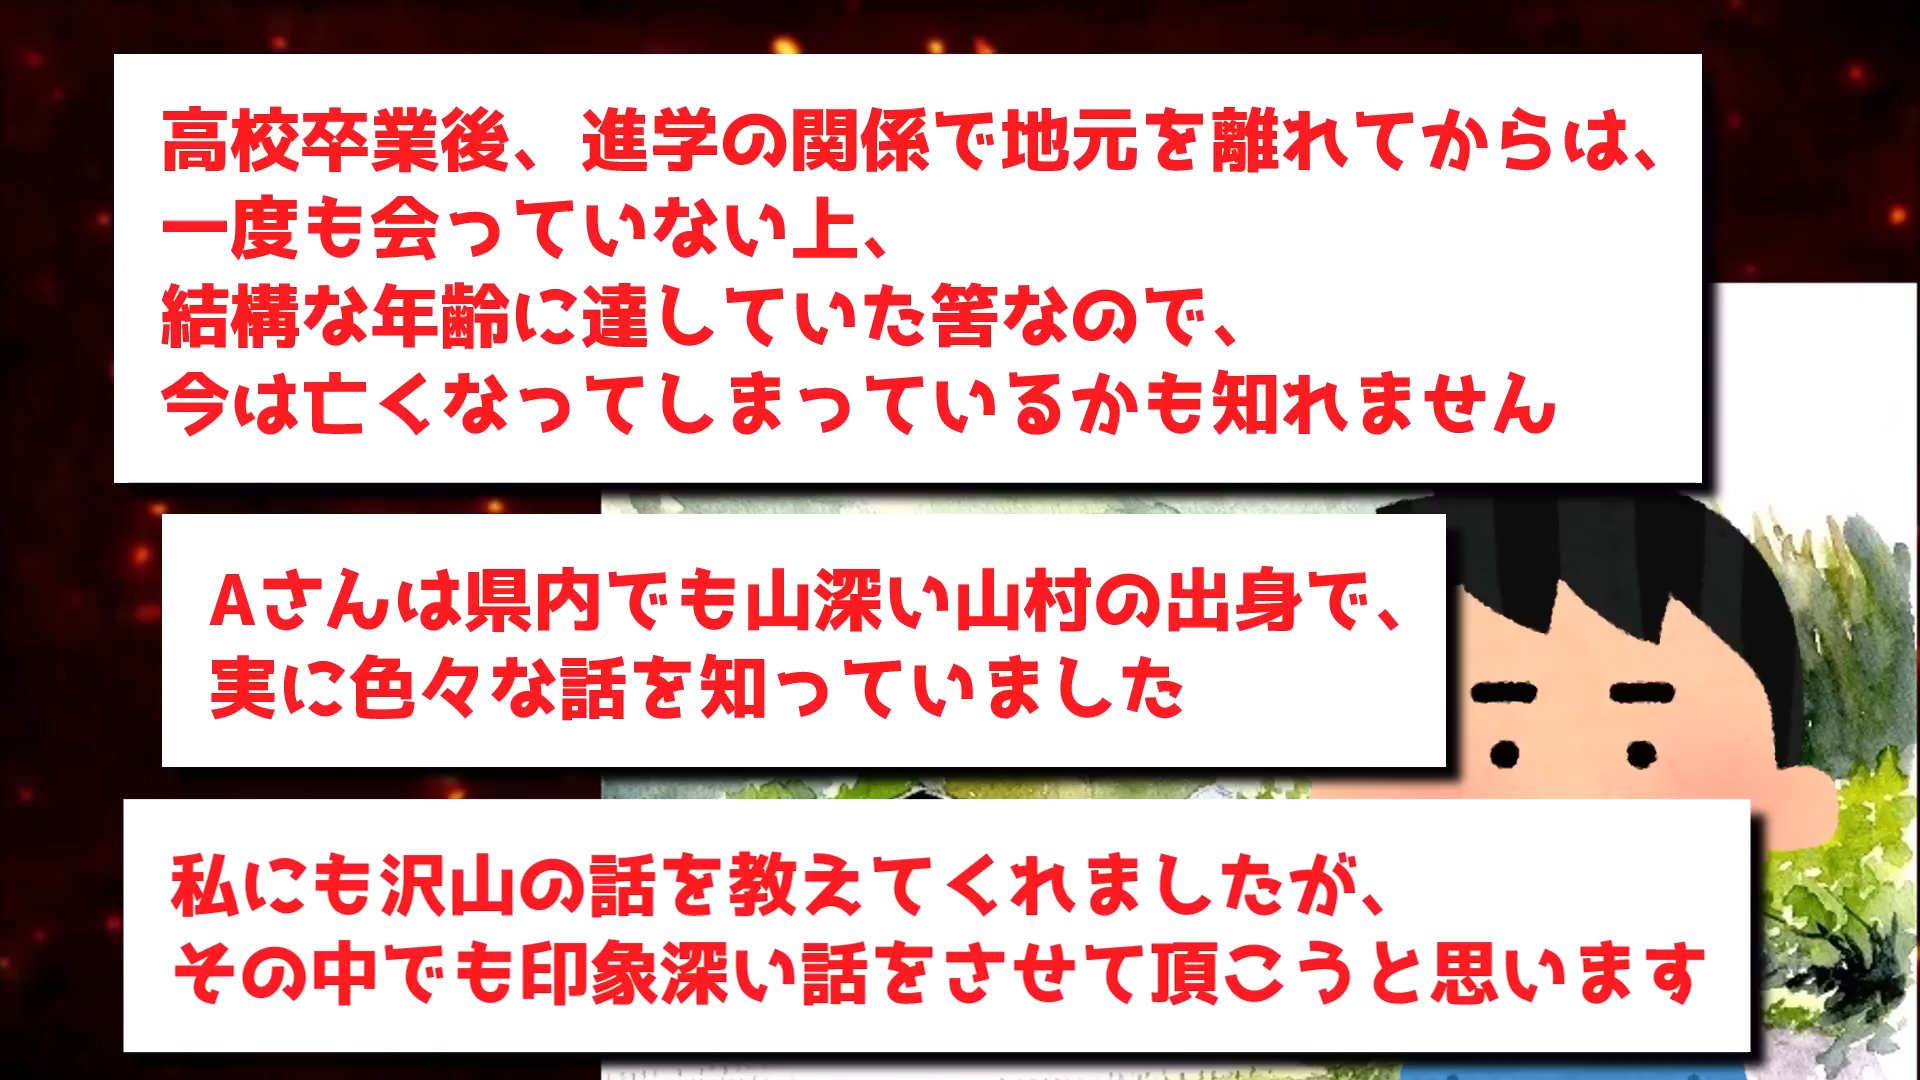 高校卒業後、進学の関係で地元を離れてからは、
一度も会っていない上、
結構な年齢に達していた筈なので、
今は亡くなってしまっているかも知れません
Aさんは県内でも山深い山村の出身で、
実に色々な話を知っていました
私にも沢山の話を教えてくれましたが、
その中でも印象深い話をさせて頂こうと思います